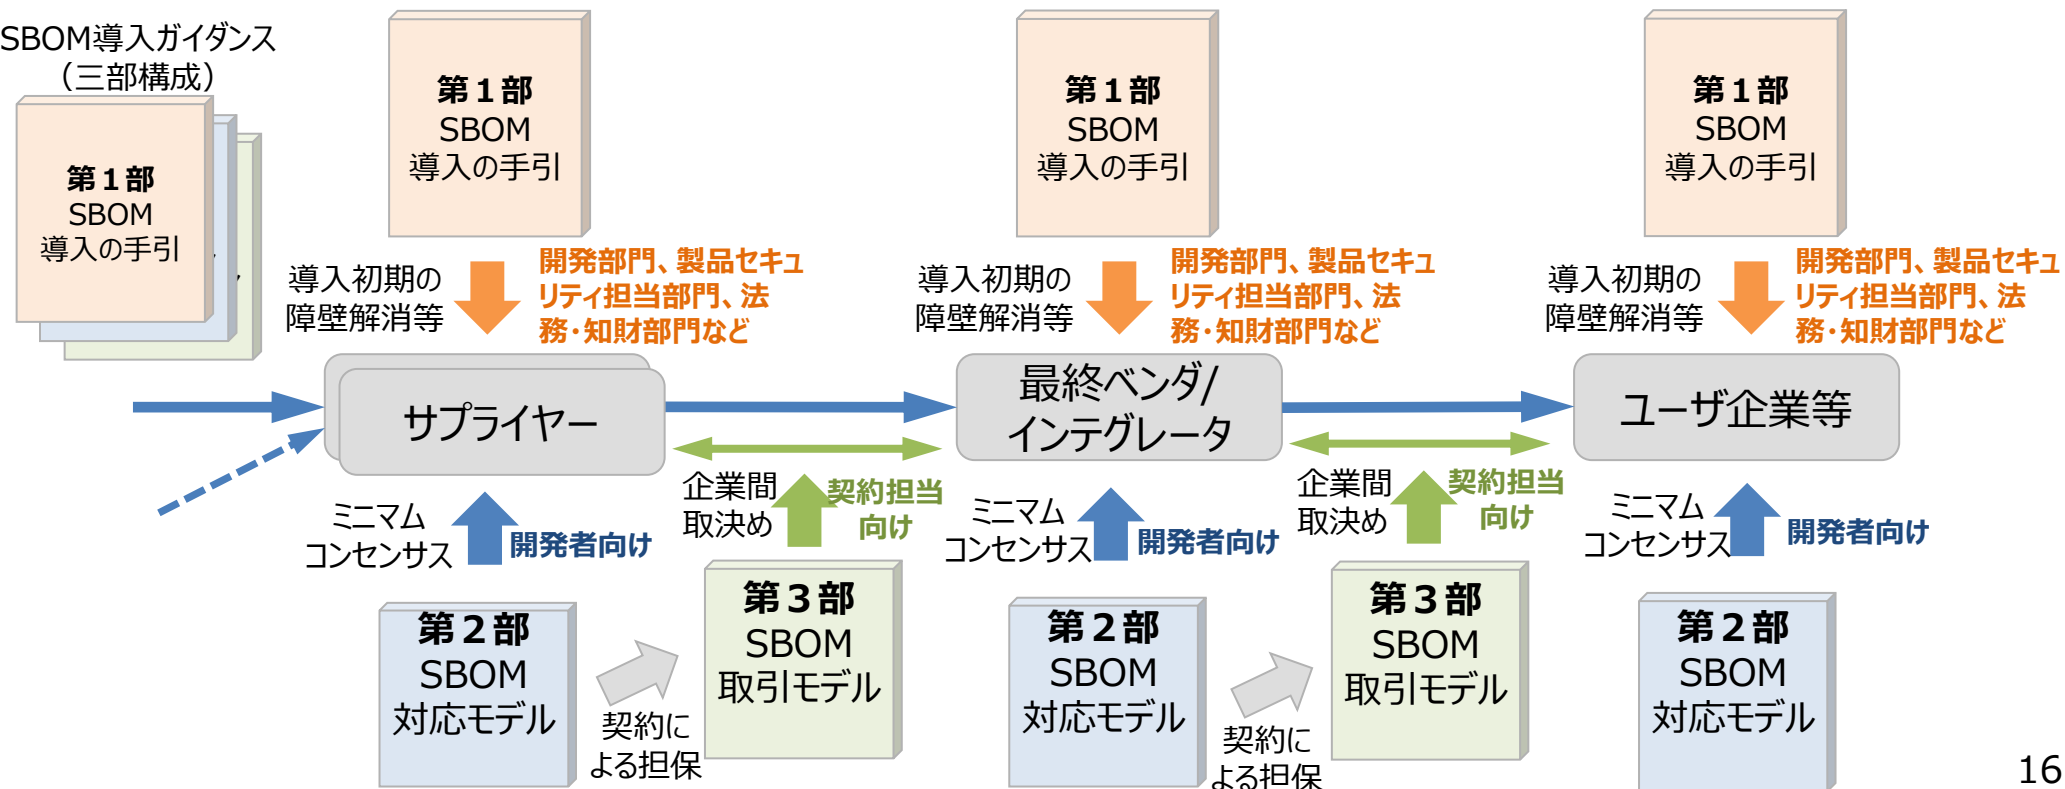 SBOM導入ガイダンス
（三部構成）
第１部
SBOM
導入の手引
第１部
SBOM
導入の手引
導入初期の
障壁解消等
開発部門、製品セキュ
リティ担当部門、法
務・知財部門など
第１部
SBOM
導入の手引
導入初期の
障壁解消等
開発部門、製品セキュ
リティ担当部門、法
務・知財部門など
第１部
SBOM
導入の手引
導入初期の
障壁解消等
開発部門、製品セキュ
リティ担当部門、法
務・知財部門など
サプライヤー
最終ベンダ/
インテグレータ
ユーザ企業等
ミニマム
コンセンサス
開発者向け
企業間
取決め
契約担当
向け
ミニマム
コンセンサス
開発者向け
企業間
取決め
契約担当
向け
ミニマム
コンセンサス
開発者向け
第２部
SBOM
対応モデル
契約に
よる担保
第３部
SBOM
取引モデル
第２部
SBOM
対応モデル
契約に
よる担保
第３部
SBOM
取引モデル
第２部
SBOM
対応モデル
16